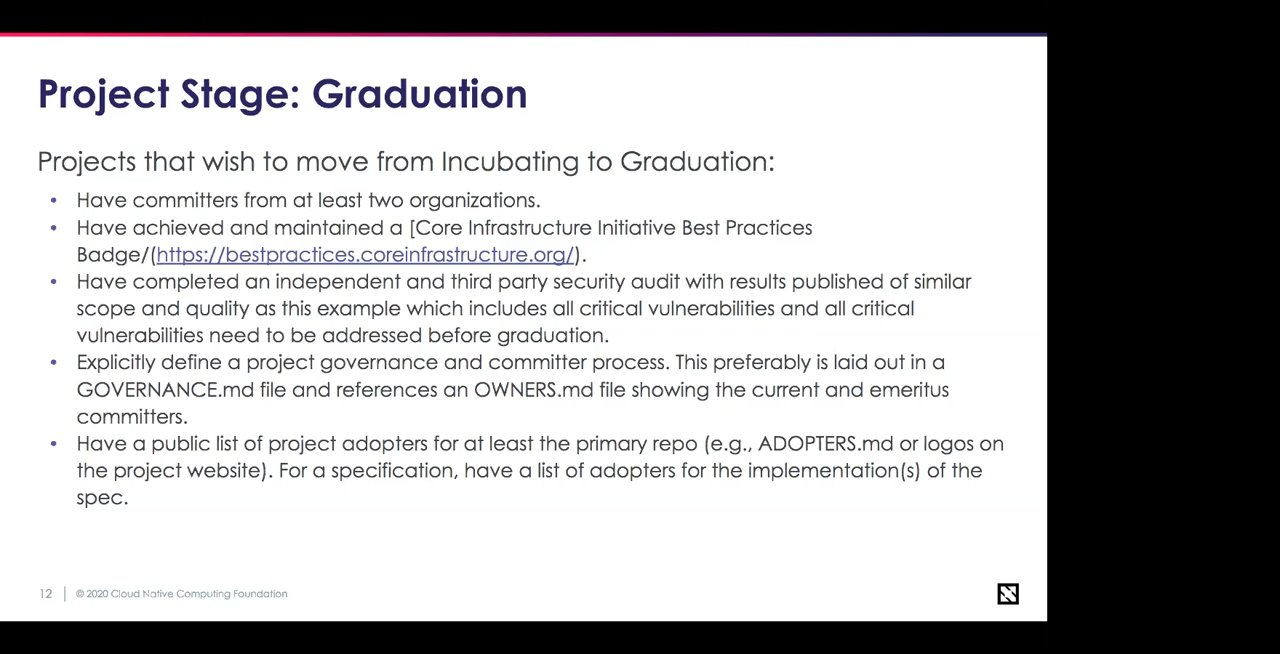 Project Stage: Graduation
Projects that wish to move from Incubating to Graduation:
• Have committers from at least two organizations.
• Have achieved and maintained a [Core Infrastructure Initiative Best Practices
Badge/(https://bestpractices.coreinfrastructure.org/).
• Have completed an independent and third party security audit with results published of similar
scope and quality as this example which includes all critical vulnerabilities and all critical
vulnerabilities need to be addressed before graduation.
• Explicitly define a project governance and committer process. This preferably is laid out in a
GOVERNANCE.md file and references an OWNERS.md file showing the current and emeritus
committers.
• Have a public list of project adopters for at least the primary repo (e.g., ADOPTERS.md or logos on
the project website). For a specification, have a list of adopters for the implementation(s) of the
spec.
12 | © 2020 Cloud Native Computing Foundation